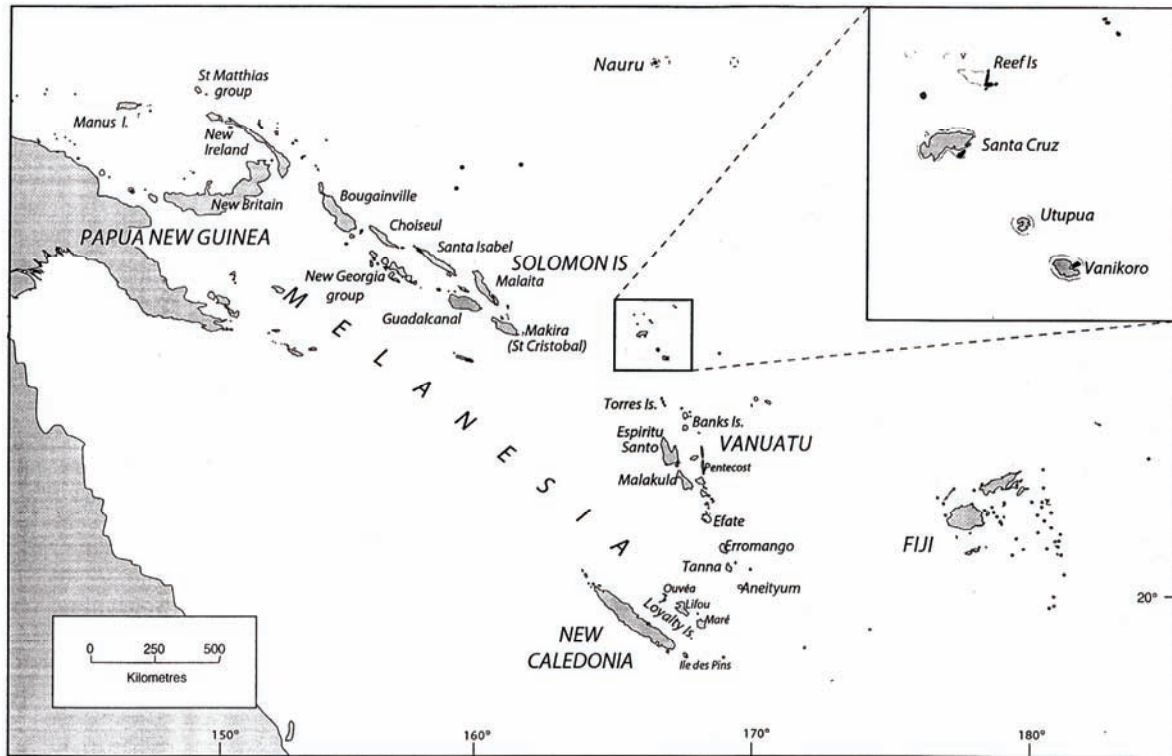 Nauru
Reef Is
St Matthias
group
Manus I.
New
Ireland
Santa Cruz
New Britain
Bougainville
Utupua
PAPUA NEW GUINEA
Choiseul
Santa Isabel
SOLOMON IS
Vanikoro
New Georgia
group
Malaita
Guadalcanal
Makira
(St Cristobal)
MELANESIA
Torres Is.
Banks Is.
Espiritu
Santo
VANUATU
Pentecost
Malakula
Efate
FIJI
Erromango
Tanna
Aneityum
Ouvéa
Lifou
Loyalty Is.
Maré
20°
NEW
CALEDONIA
Ile des Pins
0 250 500
Kilometres
150° 160° 170° 180°